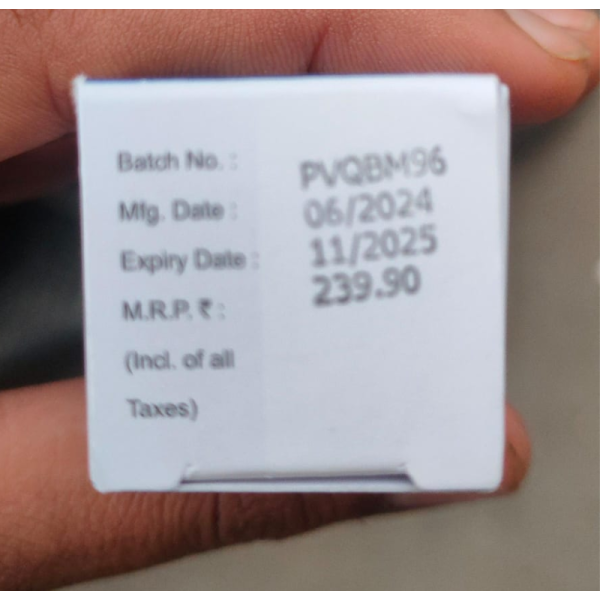 Batch No. : PVQBM96
Mfg. Date : 06/2024
Expiry Date : 11/2025
M.R.P. ₹ : 239.90
(Incl. of all
Taxes)